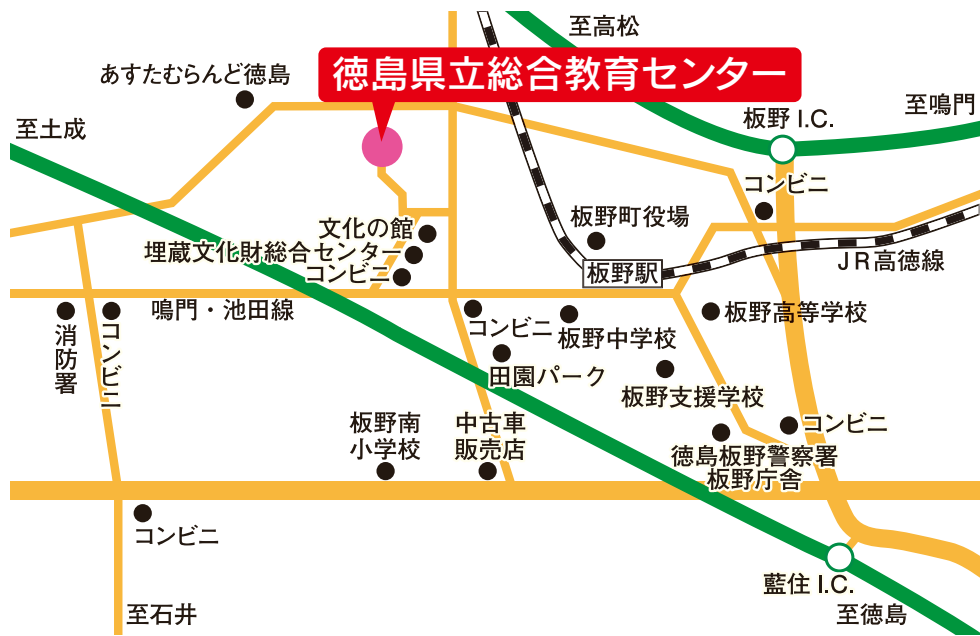 至高松
徳島県立総合教育センター
あすたむらんど徳島
至鳴門
板野 I.C.
至土成
コンビニ
板野町役場
文化の館
埋蔵文化財総合センター
コンビニ
板野駅
JR高徳線
鳴門・池田線
消防署
コンビニ
コンビニ
板野中学校
板野高等学校
田園パーク
板野支援学校
板野南
小学校
中古車
販売店
コンビニ
徳島板野警察署
板野庁舎
コンビニ
藍住 I.C.
至石井
至徳島